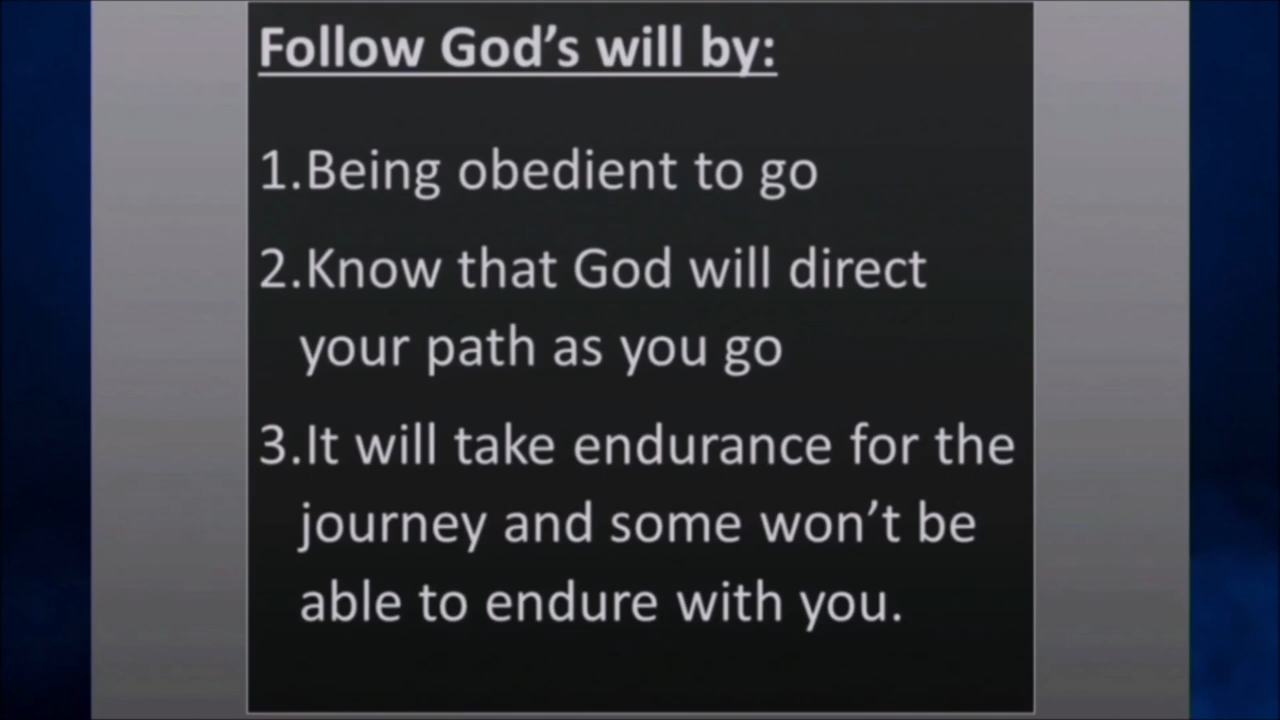 Follow God’s will by:
1.Being obedient to go
2.Know that God will direct
your path as you go
3.It will take endurance for the
journey and some won’t be
able to endure with you.